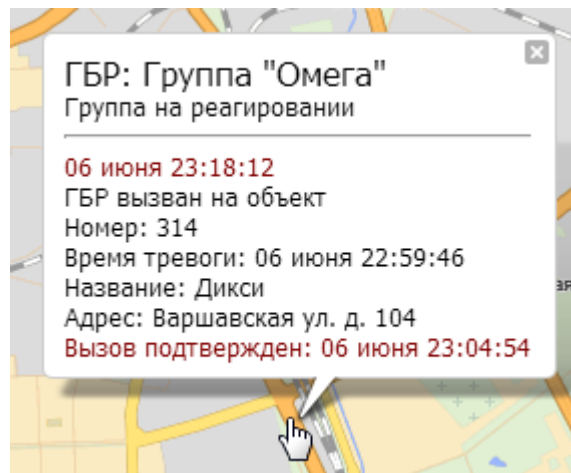 ГБР: Группа "Омега"
Группа на реагировании
06 июня 23:18:12
ГБР вызван на объект
Номер: 314
Время тревоги: 06 июня 22:59:46
Название: Дикси
Адрес: Варшавская ул. д. 104
Вызов подтвержден: 06 июня 23:04:54
ая